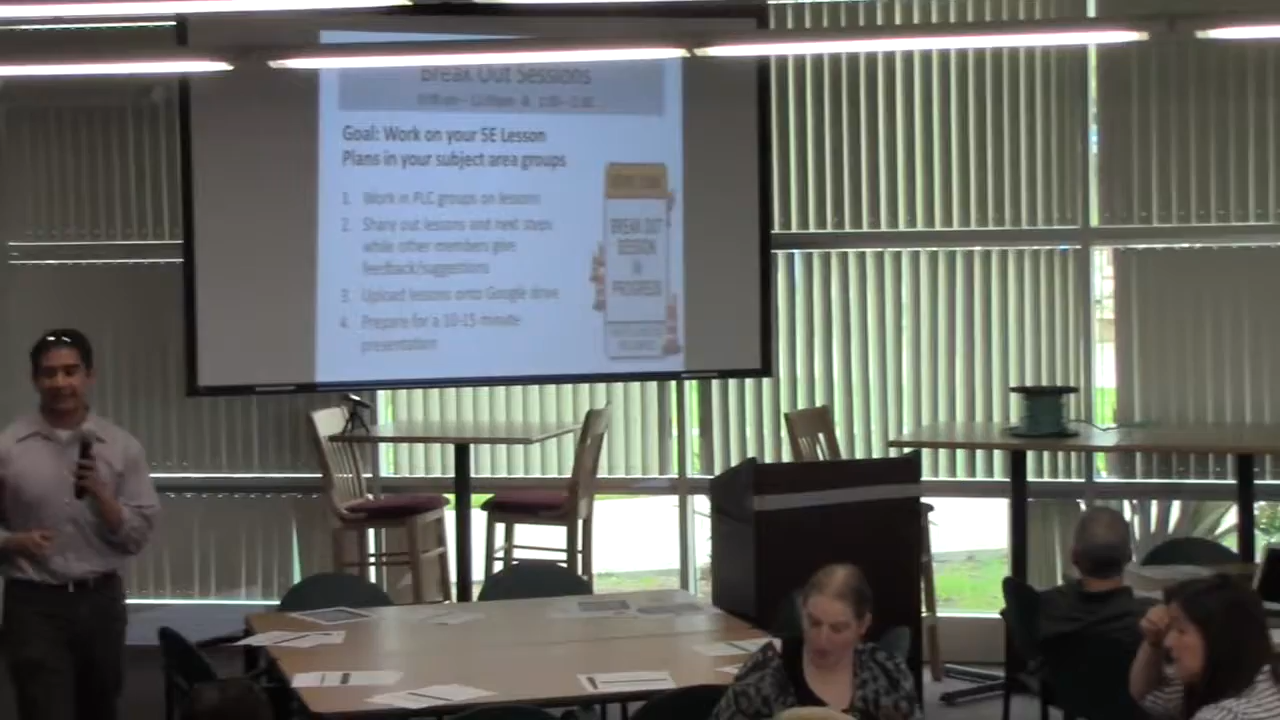 Break Out Sessions
Goal: Work on your 5E Lesson
Plans in your subject area groups
1. Work in PLC groups on lessons
2. Share out lessons and next steps
while other members give
feedback/suggestions
3. Upload lessons onto Google drive
4. Prepare for a 10-15 minute
presentation
BREAK OUT
SESSION
IN
PROGRESS